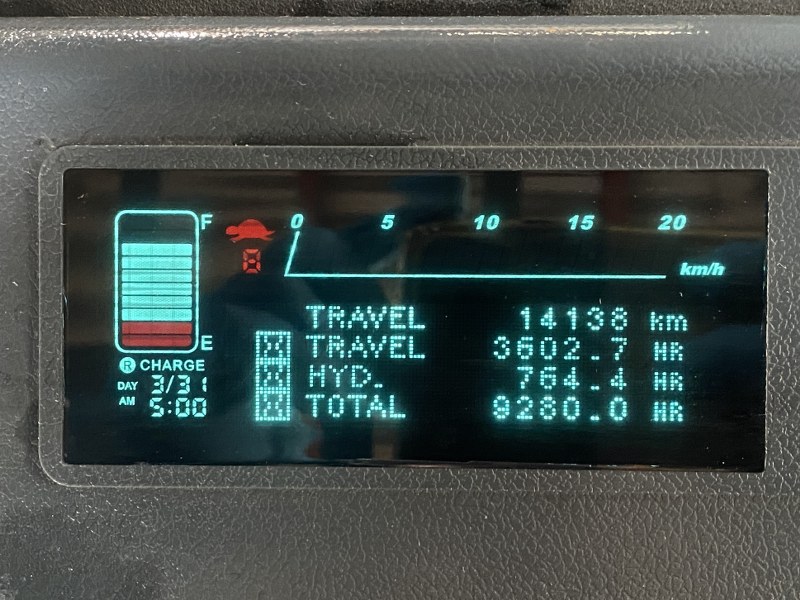 F
0 5 10 15 20
8
km/h
TRAVEL 14138 km
TRAVEL 3602.7 HR
E
Ⓡ CHARGE
HYD. 764.4 HR
DAY 3/31
AM 5:00
TOTAL 9280.0 HR